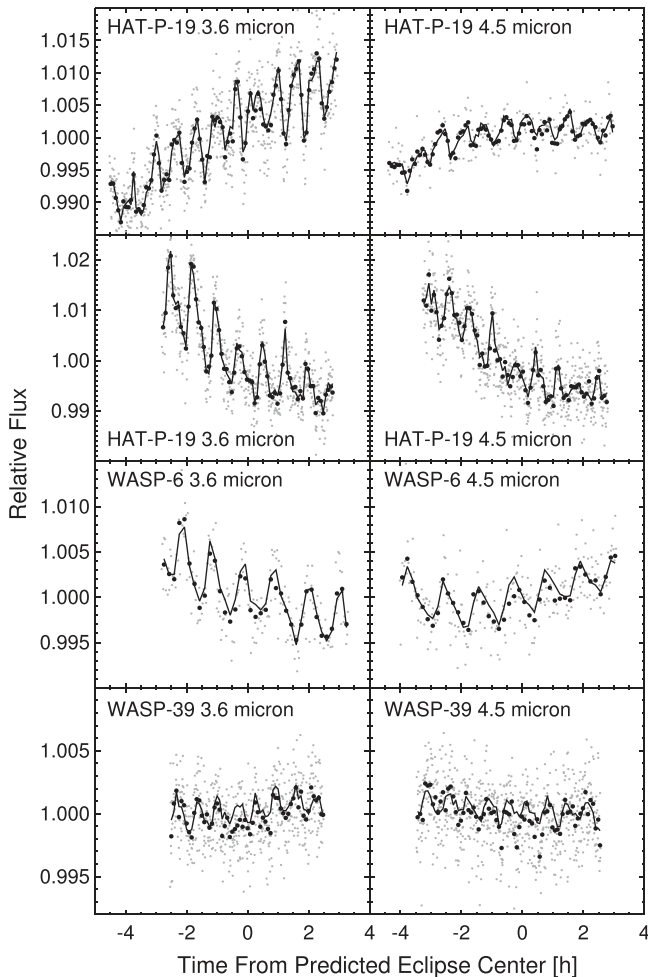 HAT-P-19 3.6 micron
HAT-P-19 4.5 micron
1.015
1.010
1.005
1.000
0.995
0.990
1.02
1.01
1.00
0.99
HAT-P-19 3.6 micron
HAT-P-19 4.5 micron
WASP-6 3.6 micron
WASP-6 4.5 micron
1.010
1.005
1.000
0.995
WASP-39 3.6 micron
WASP-39 4.5 micron
1.005
1.000
0.995
Relative Flux
-4 -2 0 2 4 -4 -2 0 2 4
Time From Predicted Eclipse Center [h]